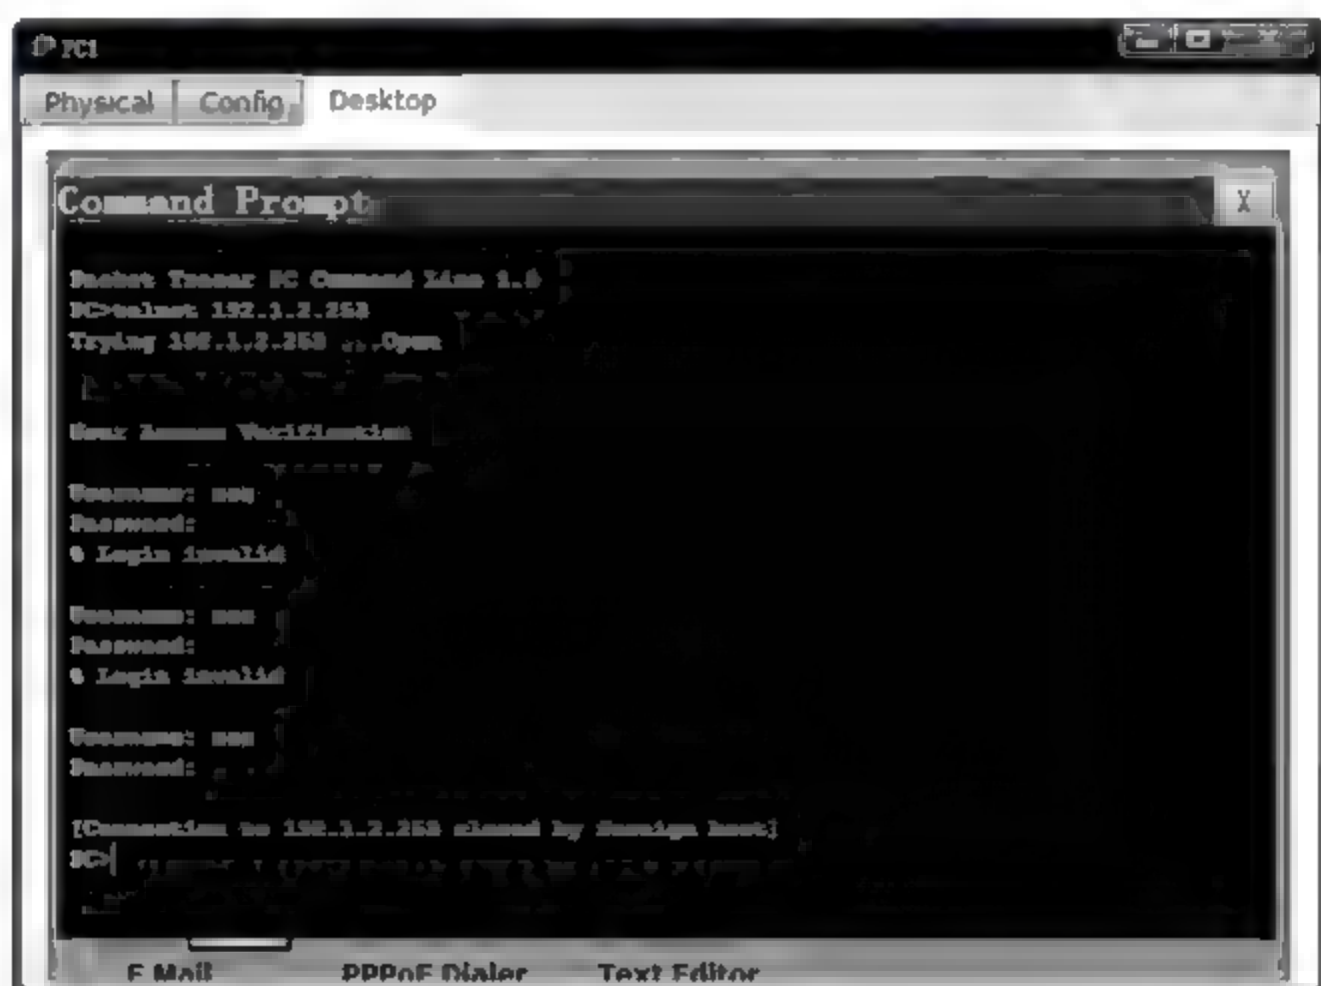 PC1
Physical Config Desktop
Command Prompt
X
Packet Tracer PC Command Line 1.0
PC>telnet 192.1.2.253
Trying 192.1.2.253 ...Open
User Access Verification
Username:
Password:
% Login invalid
Username:
Password:
% Login invalid
Username:
Password:
[Connection to 192.1.2.253 closed by foreign host]
PC>
E Mail PPPoE Dialer Text Editor